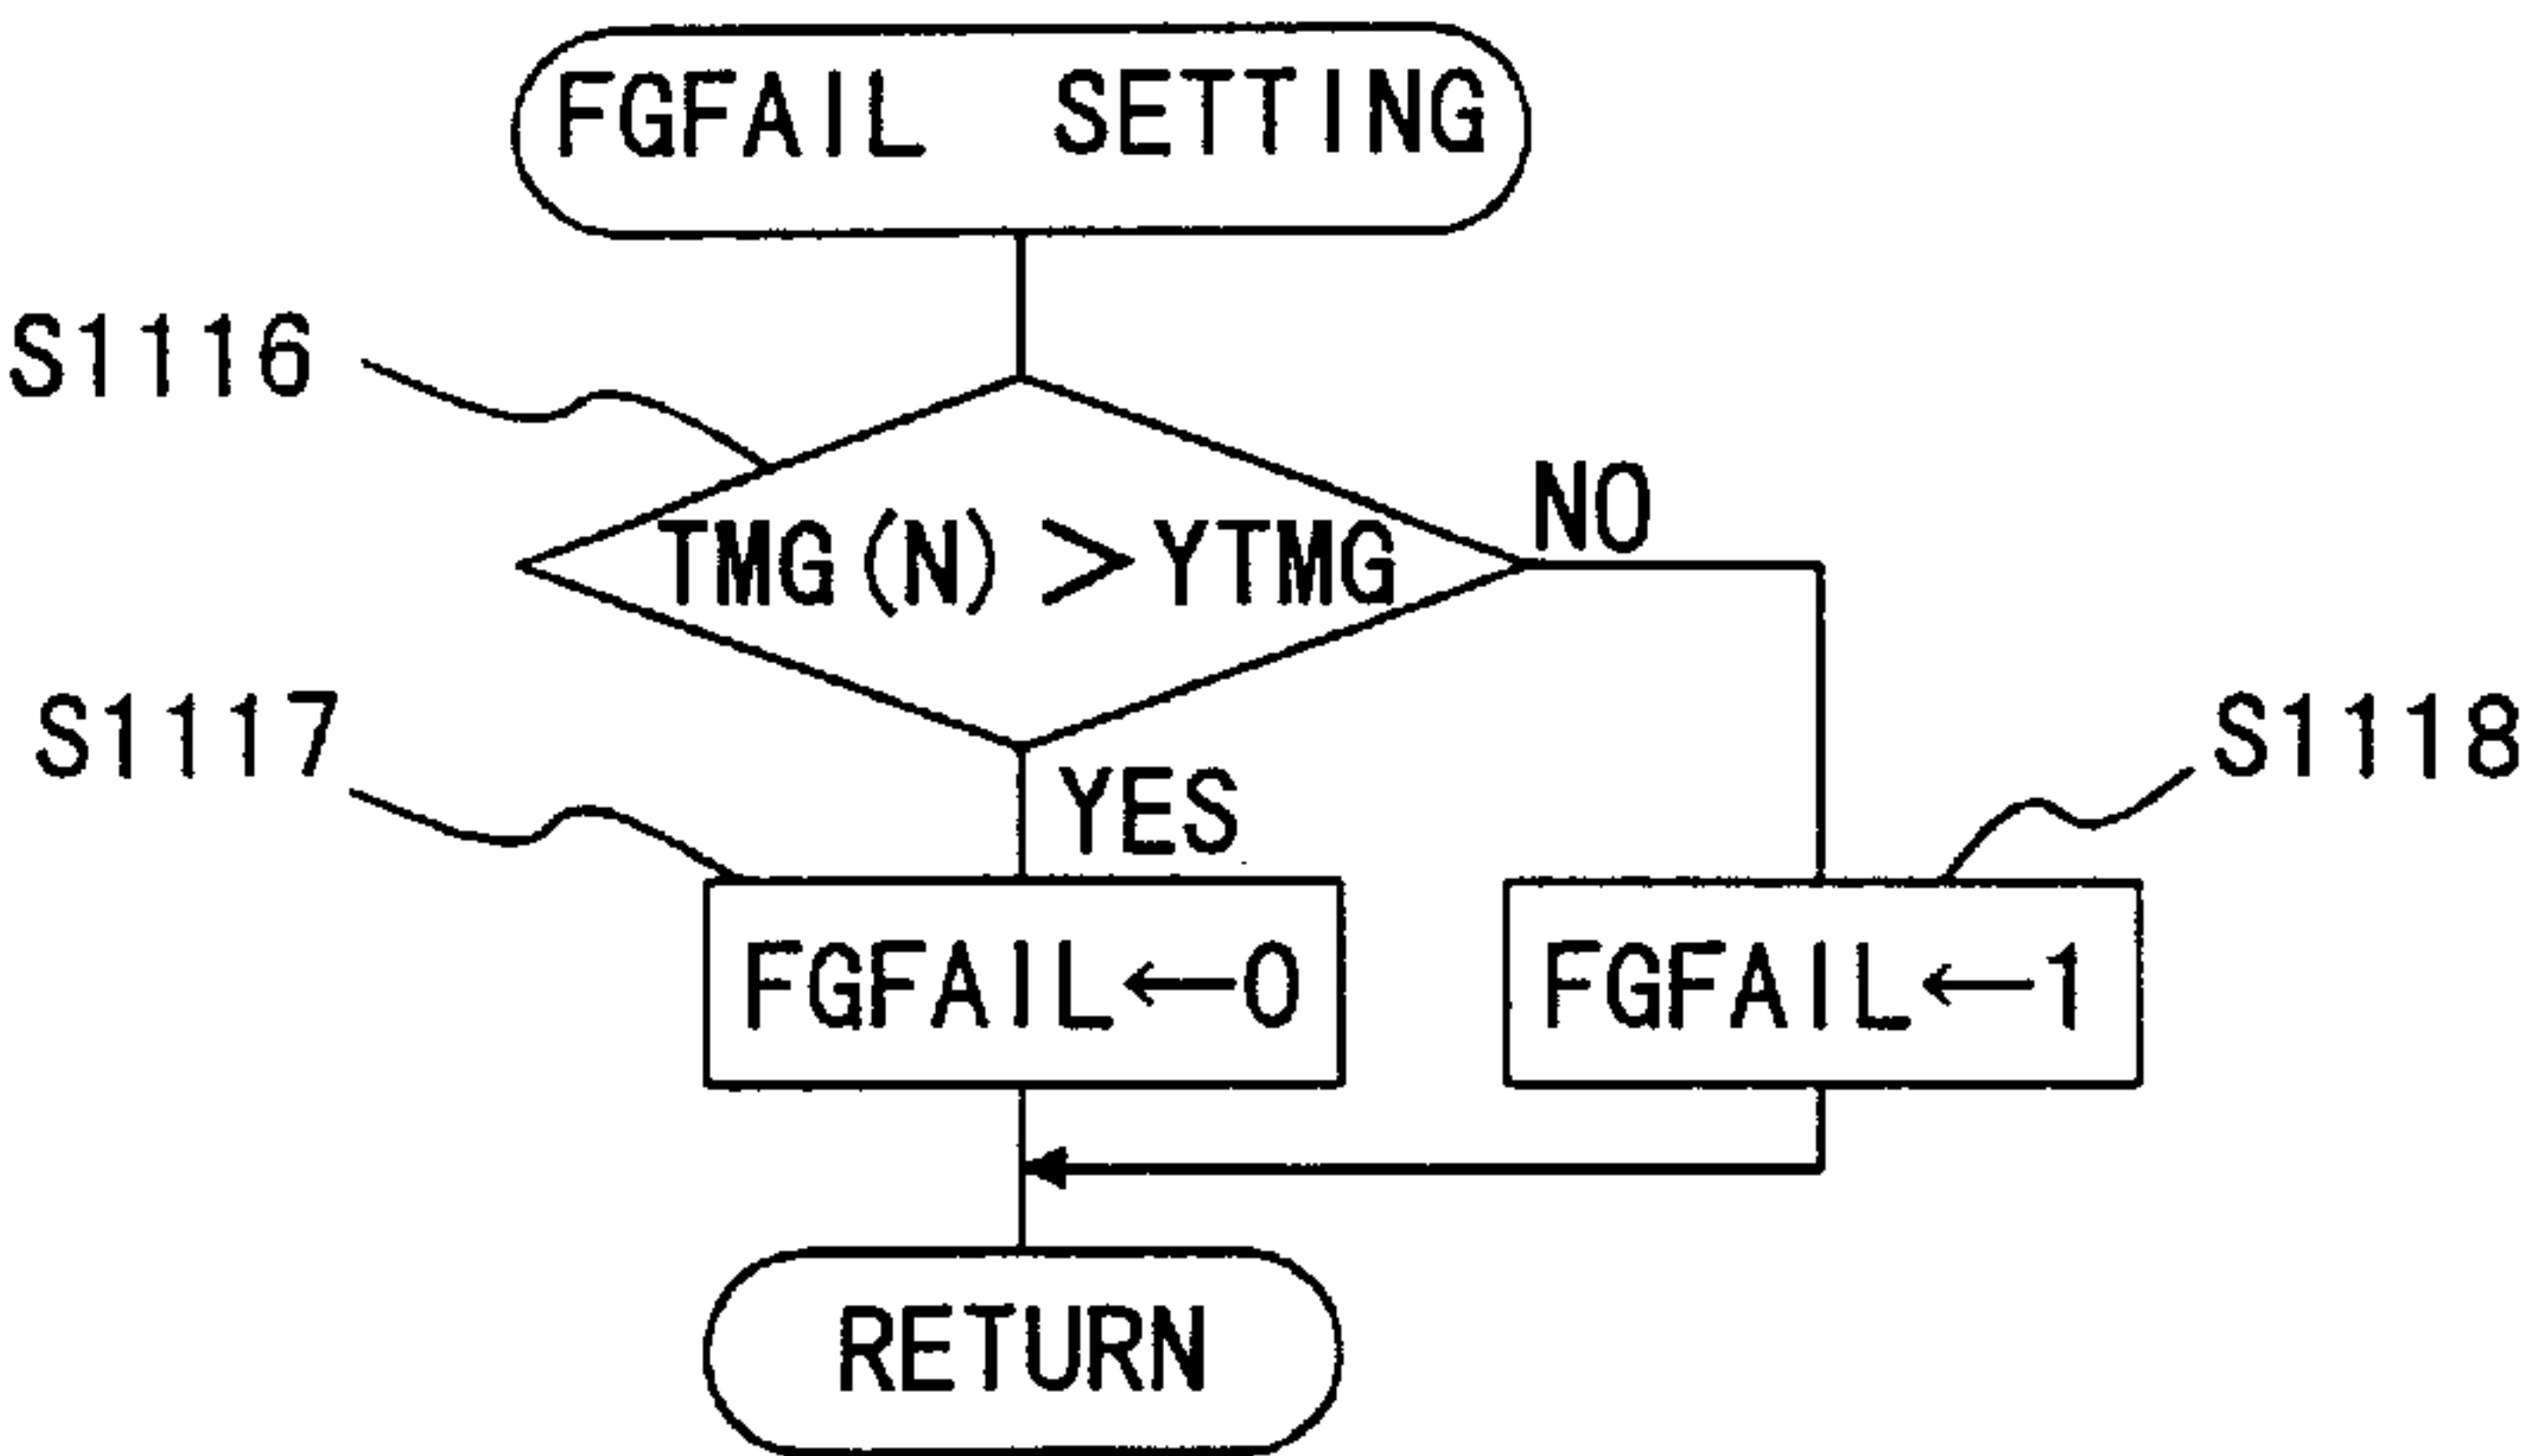 FGFAIL SETTING
S1116
TMG(N)>YTMG
NO
S1117
YES
S1118
FGFAIL←0
FGFAIL←1
RETURN